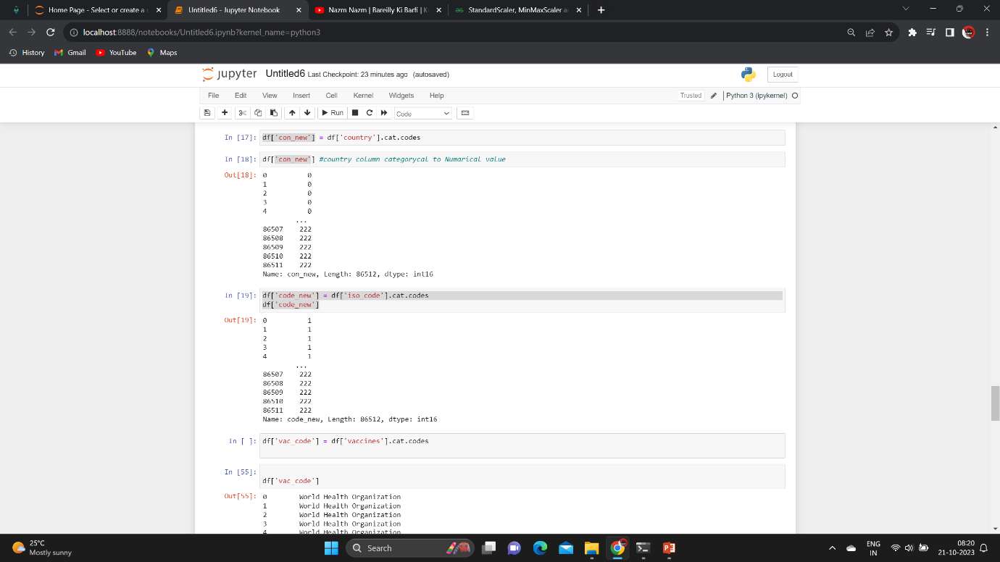 Home Page - Select or create a
Untitled6 - Jupyter Notebook
Nazm Nazm | Bareilly Ki Barfi |
StandardScaler, MinMaxScaler
localhost:8888/notebooks/Untitled6.ipynb?kernel_name=python3
History
Gmail
YouTube
Maps
jupyter Untitled6 Last Checkpoint: 23 minutes ago (autosaved)
Logout
File Edit View Insert Cell Kernel Widgets Help
Trusted
Python 3 (ipykernel)
Run
Code
In [17]: df['con_new'] = df['country'].cat.codes
In [18]: df['con_new'] #country column categorycal to Numarical value
Out[18]: 0 0
1 0
2 0
3 0
4 0
...
86507 222
86508 222
86509 222
86510 222
86511 222
Name: con_new, Length: 86512, dtype: int16
In [19]: df['code_new'] = df['iso_code'].cat.codes
df['code_new']
Out[19]: 0 1
1 1
2 1
3 1
4 1
...
86507 222
86508 222
86509 222
86510 222
86511 222
Name: code_new, Length: 86512, dtype: int16
In [ ]: df['vac_code'] = df['vaccines'].cat.codes
In [55]:
df['vac_code']
Out[55]: 0 World Health Organization
1 World Health Organization
2 World Health Organization
3 World Health Organization
4 World Health Organization
25°C
Mostly sunny
Search
ENG
IN
08:20
21-10-2023